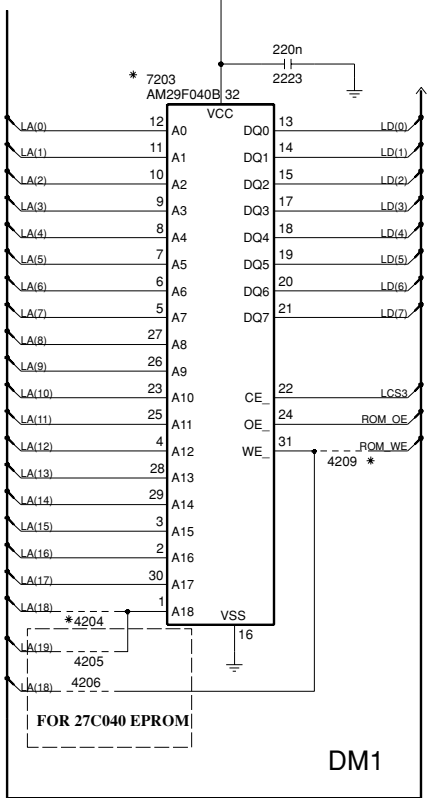 220n
2223
* 7203
AM29F040B 32
VCC
LA(0) 12 A0 DQ0 13 LD(0)
LA(1) 11 A1 DQ1 14 LD(1)
LA(2) 10 A2 DQ2 15 LD(2)
LA(3) 9 A3 DQ3 17 LD(3)
LA(4) 8 A4 DQ4 18 LD(4)
LA(5) 7 A5 DQ5 19 LD(5)
LA(6) 6 A6 DQ6 20 LD(6)
LA(7) 5 A7 DQ7 21 LD(7)
LA(8) 27 A8
LA(9) 26 A9
LA(10) 23 A10 CE_ 22 LCS3
LA(11) 25 A11 OE_ 24 ROM_OE
LA(12) 4 A12 WE_ 31 ROM_WE
4209 *
LA(13) 28 A13
LA(14) 29 A14
LA(15) 3 A15
LA(16) 2 A16
LA(17) 30 A17
LA(18) 1 A18
*4204
VSS
16
LA(19)
4205
LA(18) 4206
FOR 27C040 EPROM
DM1